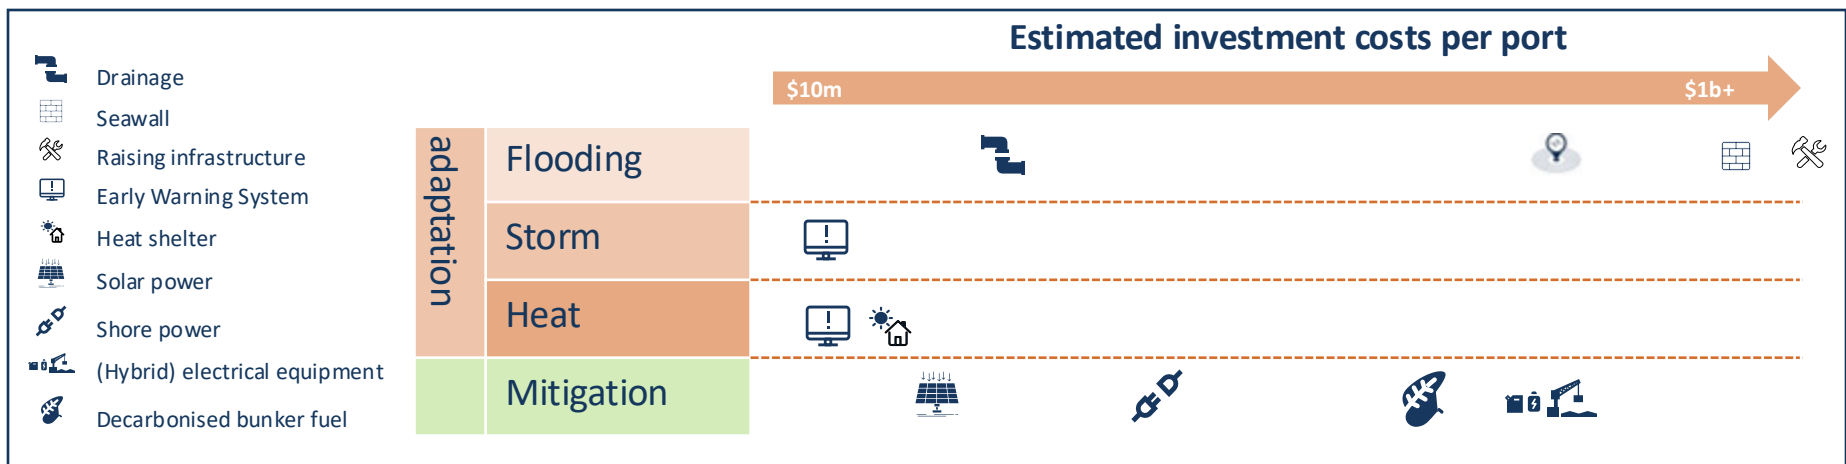 Estimated investment costs per port
$10m
$1b+
Drainage
Seawall
Raising infrastructure
Early Warning System
Heat shelter
Solar power
Shore power
(Hybrid) electrical equipment
Decarbonised bunker fuel
adaptation
Flooding
Storm
Heat
Mitigation